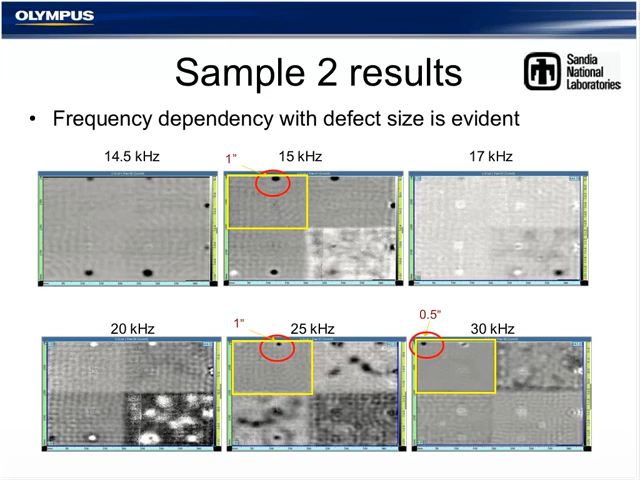 OLYMPUS
Sample 2 results
Sandia
National
Laboratories
• Frequency dependency with defect size is evident
14.5 kHz
1”
15 kHz
17 kHz
20 kHz
1”
25 kHz
0.5”
30 kHz